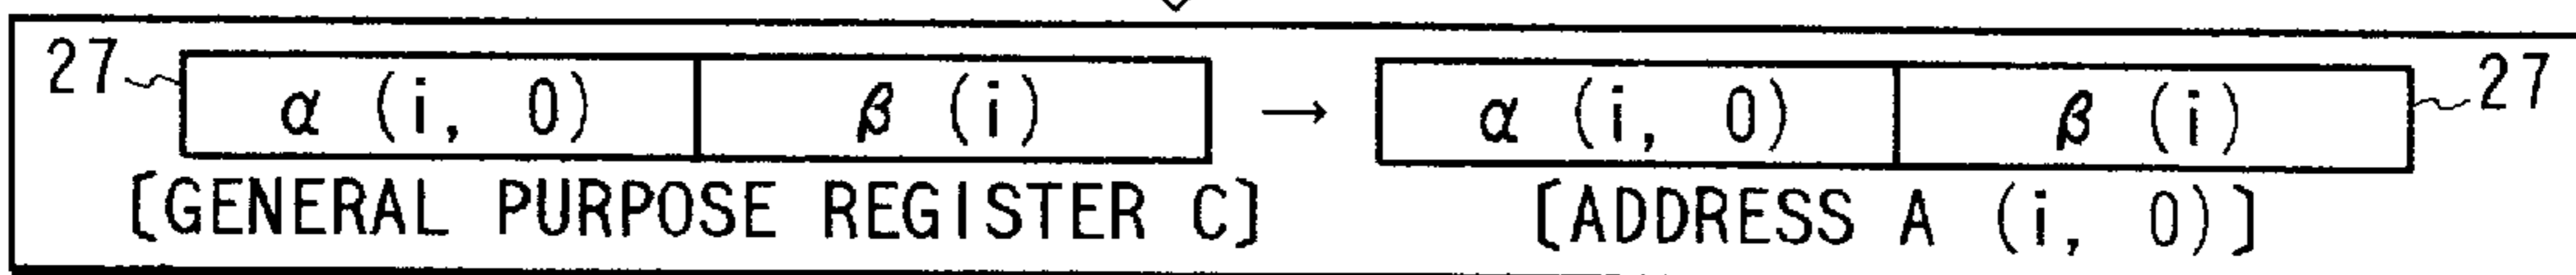 27 α (i, 0) β (i) → α (i, 0) β (i) 27
[GENERAL PURPOSE REGISTER C] [ADDRESS A (i, 0)]